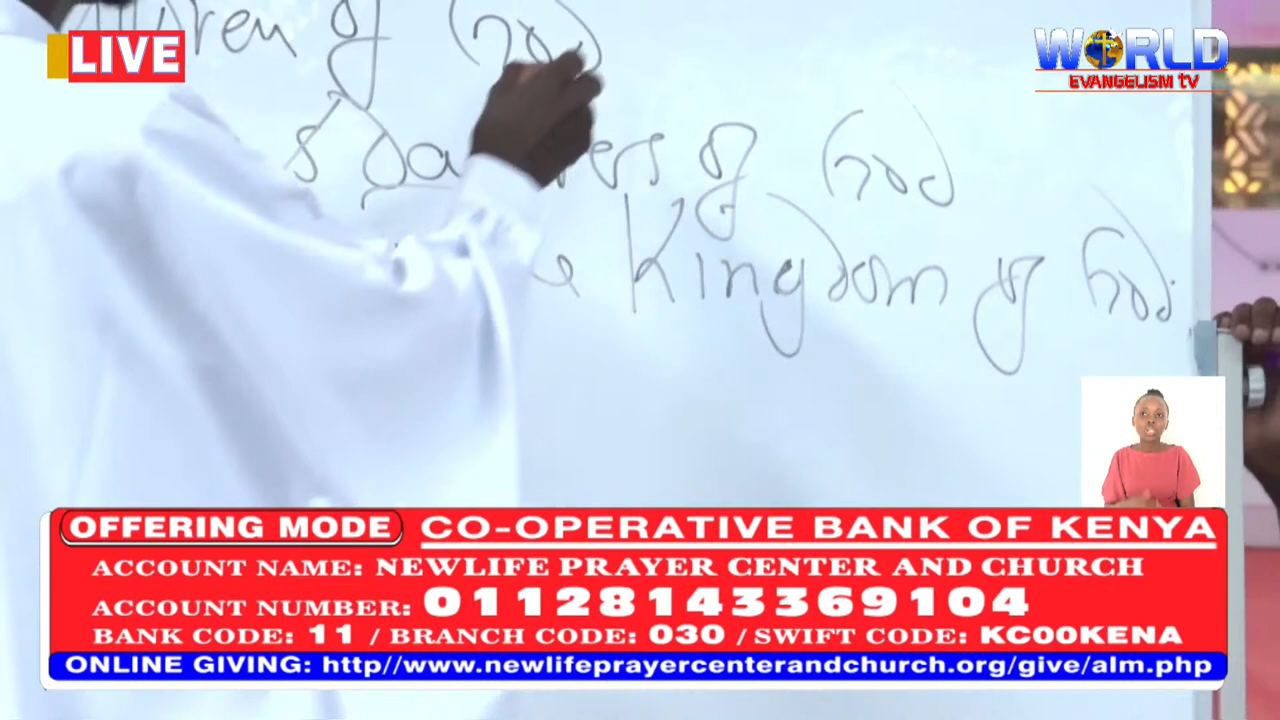 LIVE
WORLD
EVANGELISM TV
of God
of God
Kingdom of God
OFFERING MODE
CO-OPERATIVE BANK OF KENYA
ACCOUNT NAME: NEWLIFE PRAYER CENTER AND CHURCH
ACCOUNT NUMBER: 01128143369104
BANK CODE: 11 / BRANCH CODE: 030 / SWIFT CODE: KC00KENA
ONLINE GIVING: http//www.newlifeprayercenterandchurch.org/give/alm.php